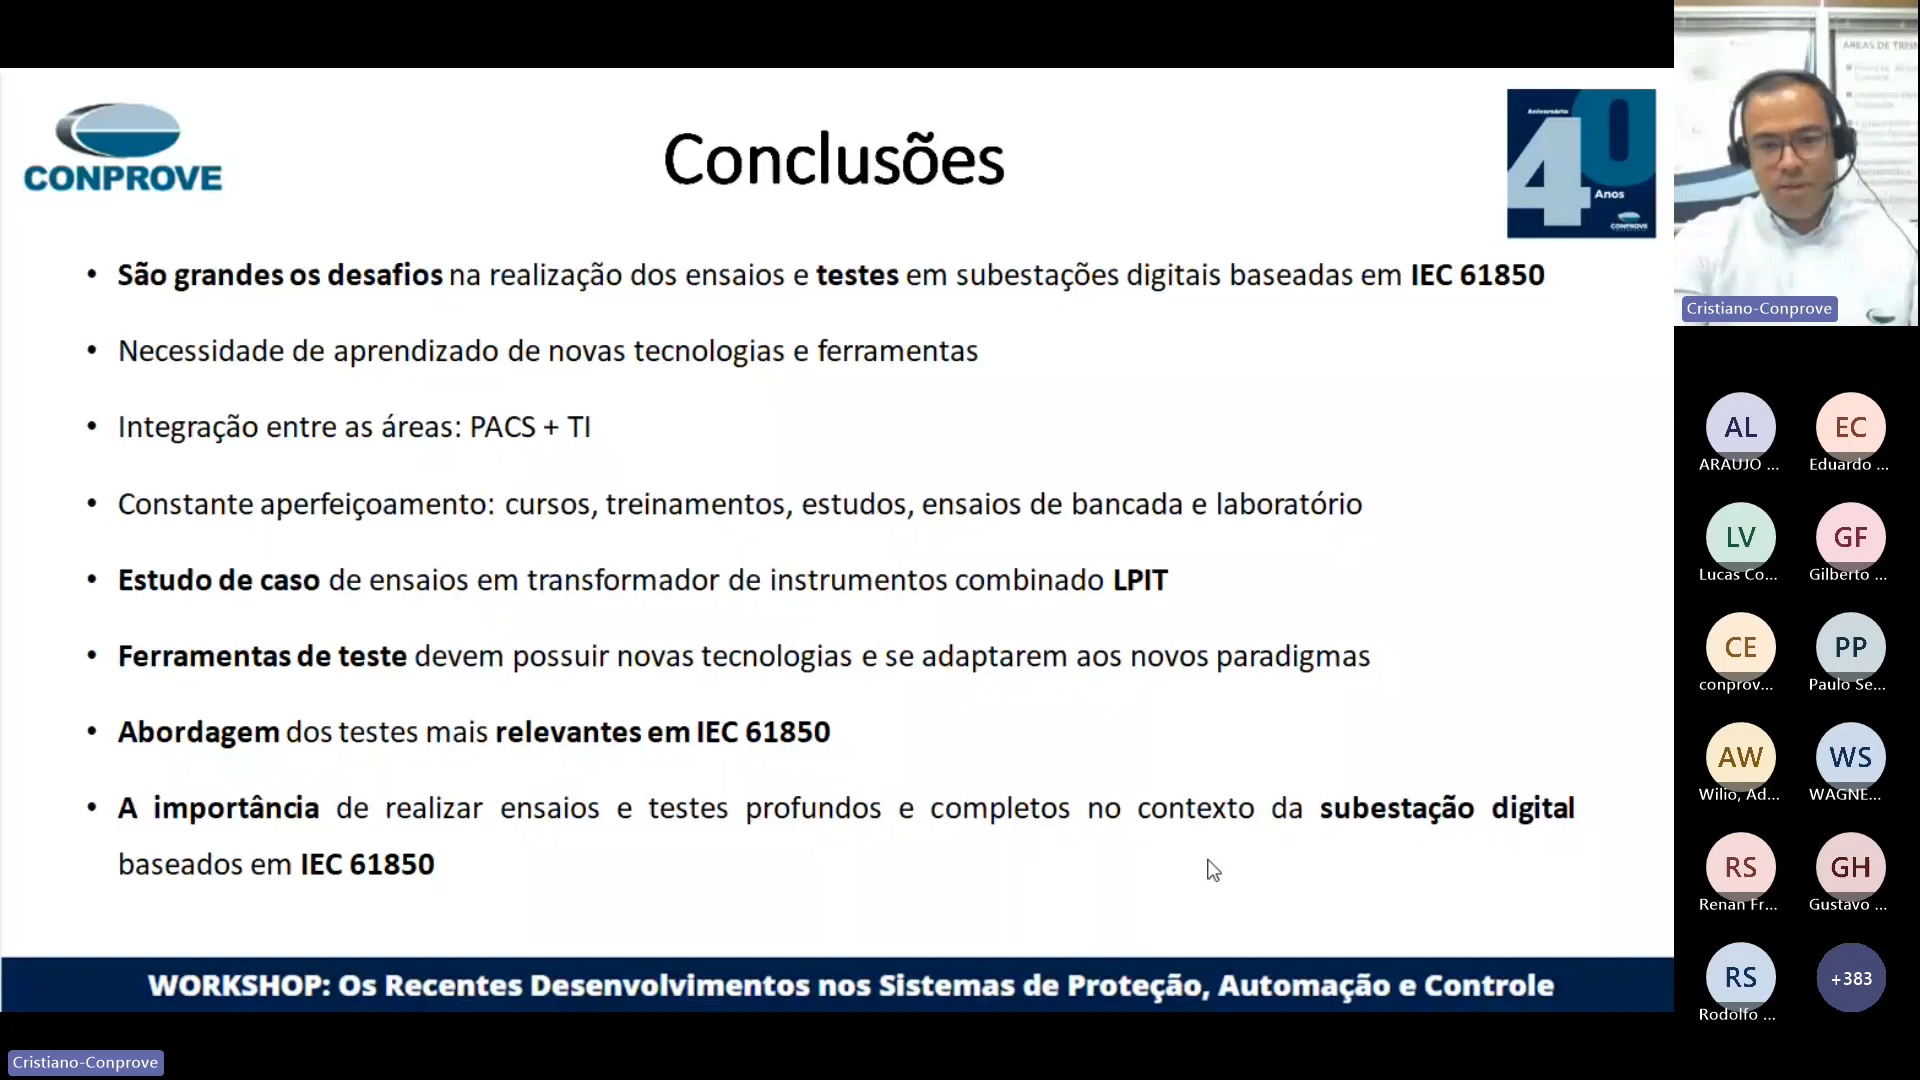 CONPROVE
Conclusões
Aniversário
40
Anos
CONPROVE
• São grandes os desafios na realização dos ensaios e testes em subestações digitais baseadas em IEC 61850
• Necessidade de aprendizado de novas tecnologias e ferramentas
• Integração entre as áreas: PACS + TI
• Constante aperfeiçoamento: cursos, treinamentos, estudos, ensaios de bancada e laboratório
• Estudo de caso de ensaios em transformador de instrumentos combinado LPIT
• Ferramentas de teste devem possuir novas tecnologias e se adaptarem aos novos paradigmas
• Abordagem dos testes mais relevantes em IEC 61850
• A importância de realizar ensaios e testes profundos e completos no contexto da subestação digital
baseados em IEC 61850
WORKSHOP: Os Recentes Desenvolvimentos nos Sistemas de Proteção, Automação e Controle
Cristiano-Conprove
ÁREAS DE TREIN
Cristiano-Conprove
AL EC
ARAUJO ... Eduardo ...
LV GF
Lucas Co... Gilberto ...
CE PP
conprov... Paulo Se...
AW WS
Wilio, Ad... WAGNE...
RS GH
Renan Fr... Gustavo ...
RS +383
Rodolfo ...